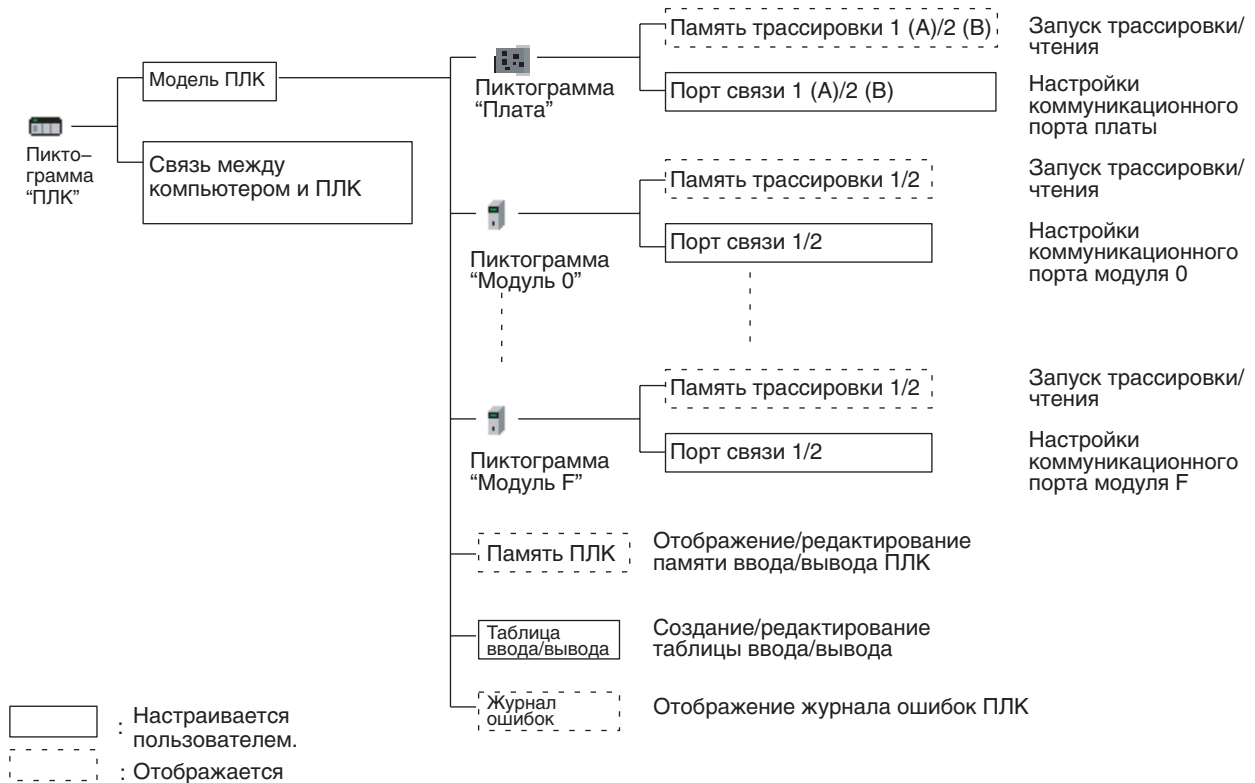 Память трассировки 1 (A)/2 (B)
Запуск трассировки/
чтения
Модель ПЛК
Пиктограмма
“Плата”
Порт связи 1 (A)/2 (B)
Настройки
коммуникационного
порта платы
Пикто–
грамма
“ПЛК”
Связь между
компьютером и ПЛК
Память трассировки 1/2
Запуск трассировки/
чтения
Пиктограмма
“Модуль 0”
Порт связи 1/2
Настройки
коммуникационного
порта модуля 0
Память трассировки 1/2
Запуск трассировки/
чтения
Пиктограмма
“Модуль F”
Порт связи 1/2
Настройки
коммуникационного
порта модуля F
Память ПЛК
Отображение/редактирование
памяти ввода/вывода ПЛК
Таблица
ввода/вывода
Создание/редактирование
таблицы ввода/вывода
Журнал
ошибок
Отображение журнала ошибок ПЛК
: Настраивается
пользователем.
: Отображается